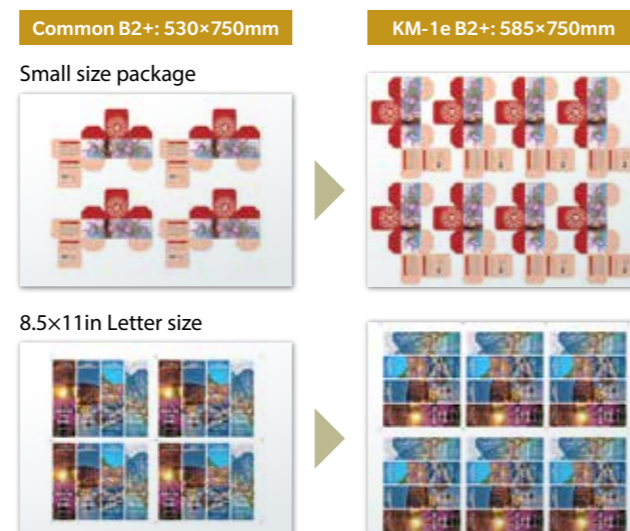 Common B2+: 530×750mm
KM-1e B2+: 585×750mm
Small size package
8.5×11in Letter size